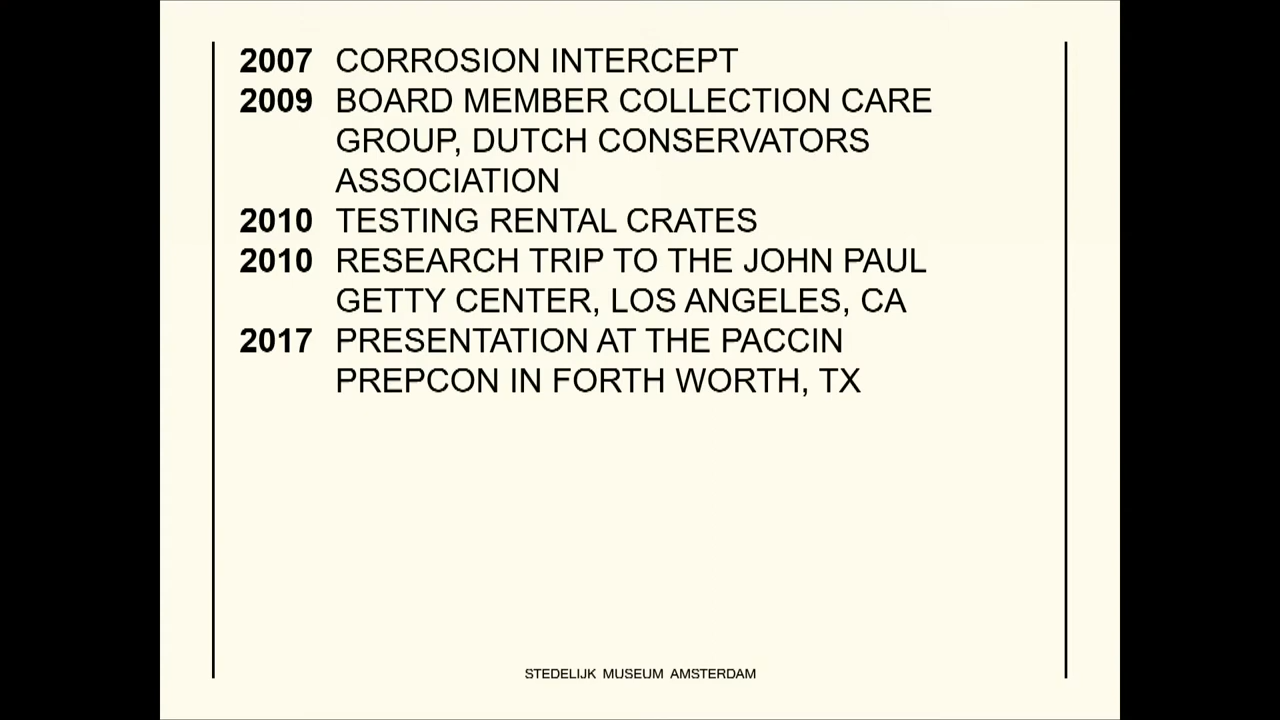 2007 CORROSION INTERCEPT
2009 BOARD MEMBER COLLECTION CARE
GROUP, DUTCH CONSERVATORS
ASSOCIATION
2010 TESTING RENTAL CRATES
2010 RESEARCH TRIP TO THE JOHN PAUL
GETTY CENTER, LOS ANGELES, CA
2017 PRESENTATION AT THE PACCIN
PREPCON IN FORTH WORTH, TX
STEDELIJK MUSEUM AMSTERDAM